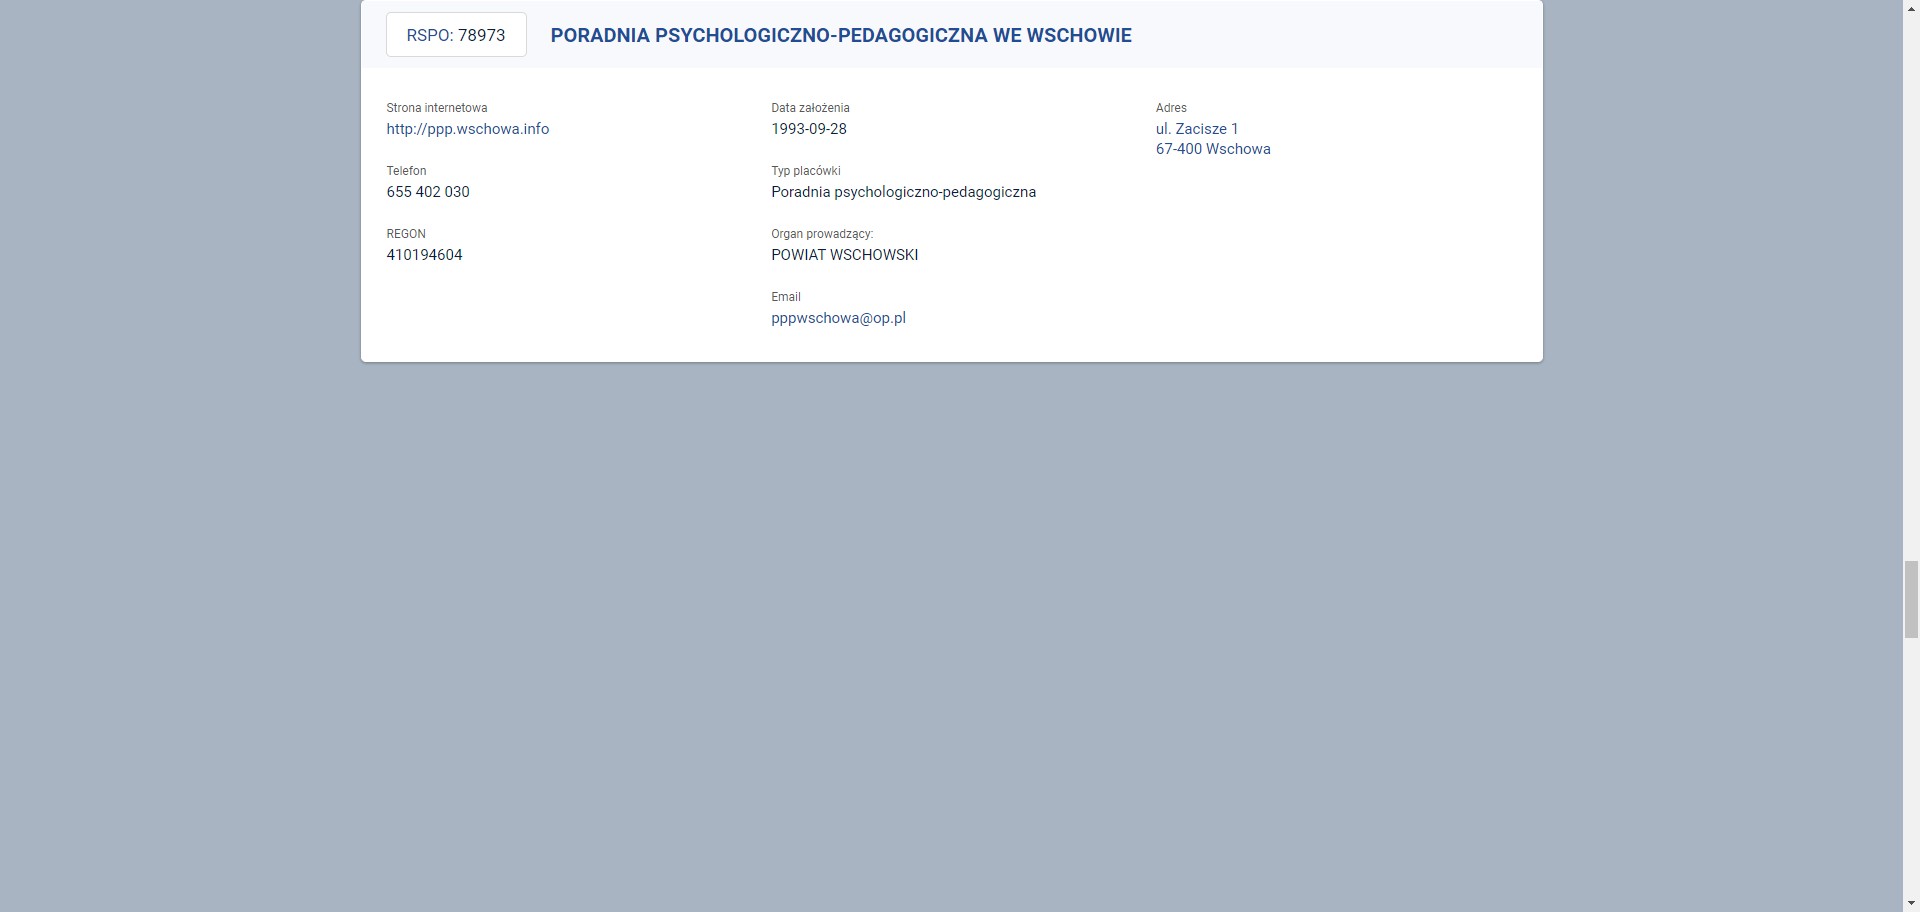 RSPO: 78973
PORADNIA PSYCHOLOGICZNO-PEDAGOGICZNA WE WSCHOWIE
Strona internetowa
http://ppp.wschowa.info
Telefon
655 402 030
REGON
410194604
Data założenia
1993-09-28
Typ placówki
Poradnia psychologiczno-pedagogiczna
Organ prowadzący:
POWIAT WSCHOWSKI
Email
pppwschowa@op.pl
Adres
ul. Zacisze 1
67-400 Wschowa